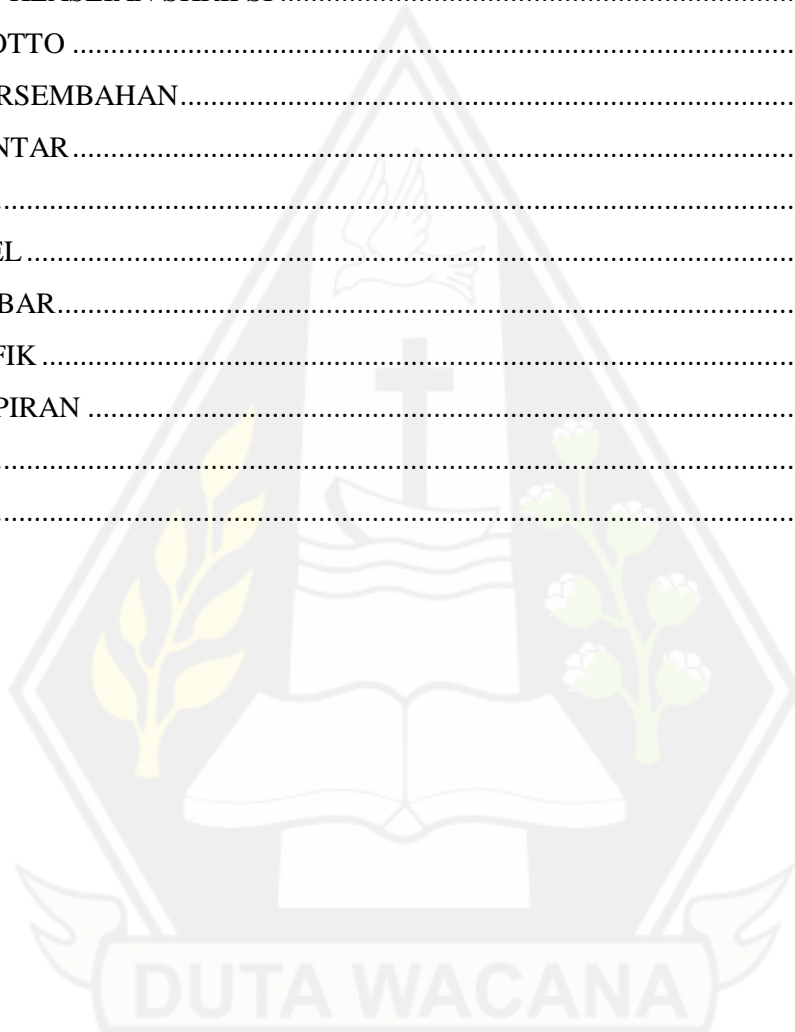 OTTO ........................................................................
RSEMBAHAN........................................................................
NTAR........................................................................
........................................................................
EL ........................................................................
BAR........................................................................
FIK ........................................................................
PIRAN ........................................................................
........................................................................
........................................................................
DUTA WACANA